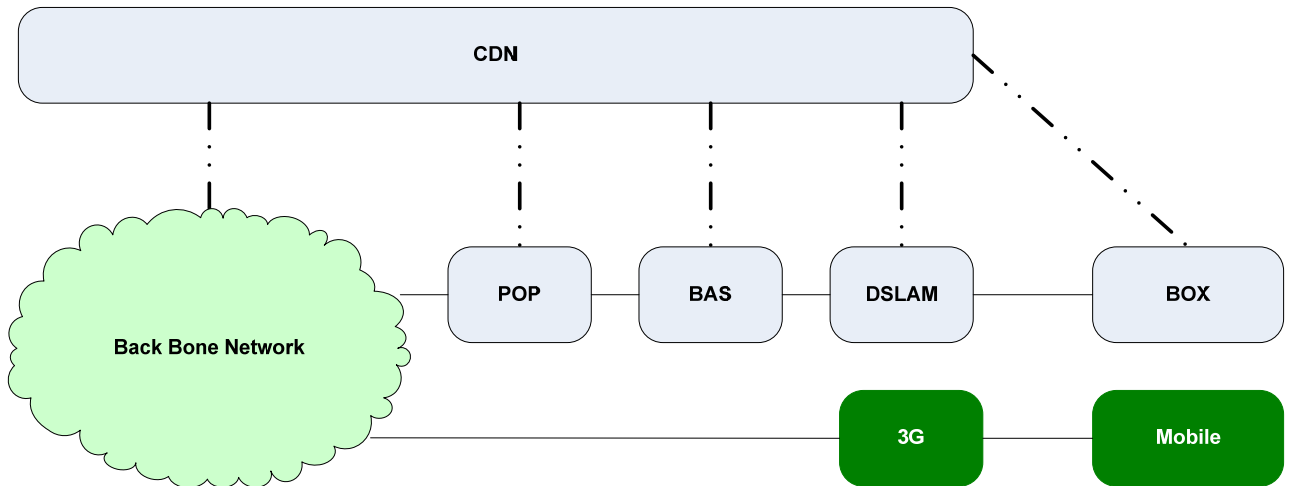 CDN
POP
BAS
DSLAM
BOX
Back Bone Network
3G
Mobile